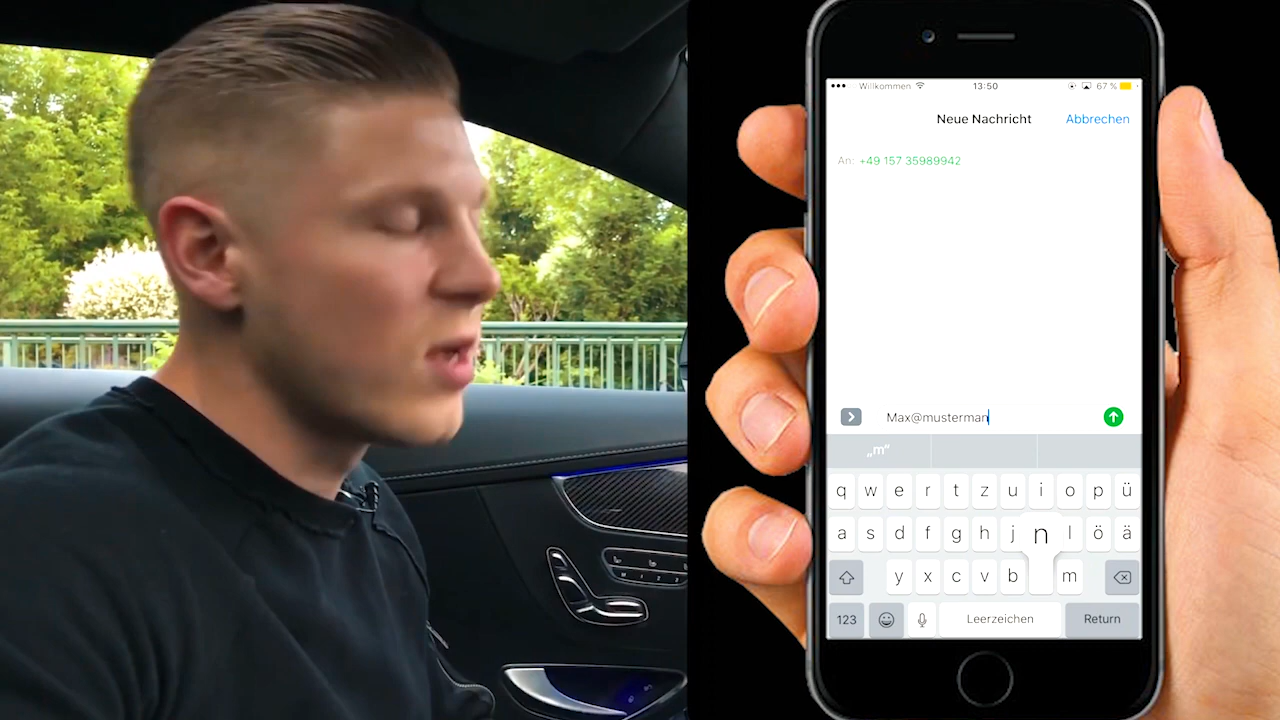 Willkommen 13:50 67 %
Neue Nachricht Abbrechen
An: +49 157 35989942
Max@musterman
„m“
q w e r t z u i o p ü
a s d f g h j n l ö ä
y x c v b m
123 Leerzeichen Return